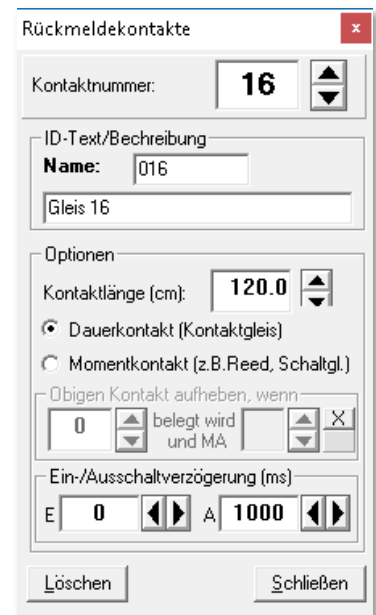 Rückmeldekontakte x
Kontaktnummer: 16
ID-Text/Bechreibung
Name: 016
Gleis 16
Optionen
Kontaktlänge (cm): 120.0
Dauerkontakt (Kontaktgleis)
Momentkontakt (z.B.Reed, Schaltgl.)
Obigen Kontakt aufheben, wenn
0 belegt wird und MA X
Ein-/Ausschaltverzögerung (ms)
E 0 A 1000
Löschen Schließen